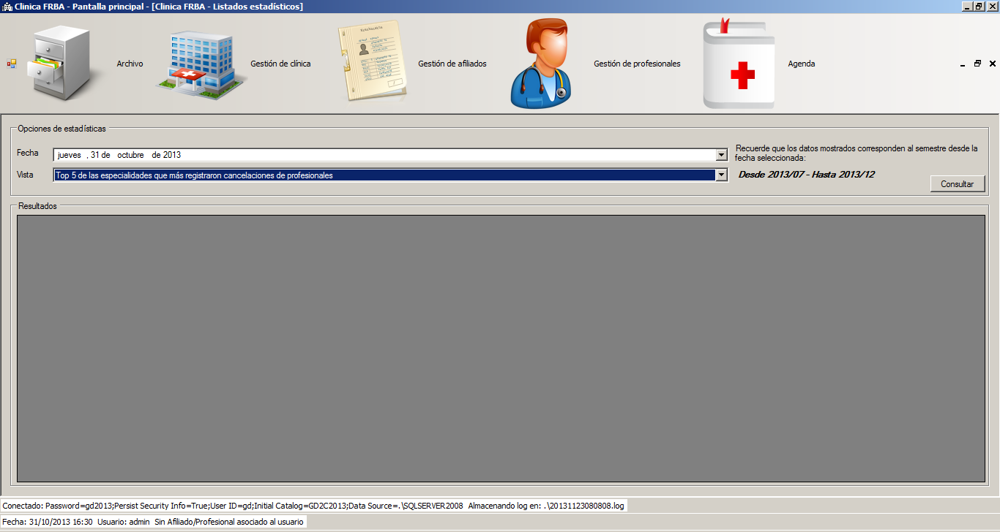 Clinica FRBA - Pantalla principal - [Clinica FRBA - Listados estadísticos]
Archivo
Gestión de clínica
Gestión de afiliados
Gestión de profesionales
Agenda
Opciones de estadísticas
Fecha
jueves , 31 de octubre de 2013
Recuerde que los datos mostrados corresponden al semestre desde la
fecha seleccionada:
Vista
Top 5 de las especialidades que más registraron cancelaciones de profesionales
Desde 2013/07 - Hasta 2013/12
Consultar
Resultados
Conectado: Password=gd2013;Persist Security Info=True;User ID=gd;Initial Catalog=GD2C2013;Data Source=.\SQLSERVER2008 Almacenando log en: .\20131123080808.log
Fecha: 31/10/2013 16:30 Usuario: admin Sin Afiliado/Profesional asociado al usuario